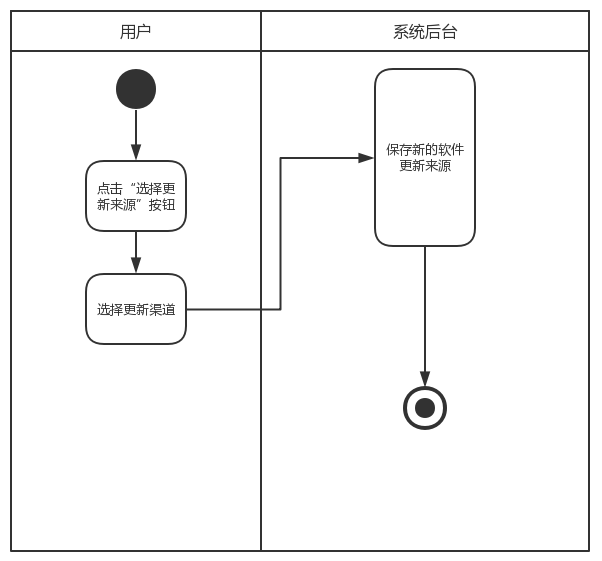 用户
系统后台
点击“选择更
新来源”按钮
选择更新渠道
保存新的软件
更新来源